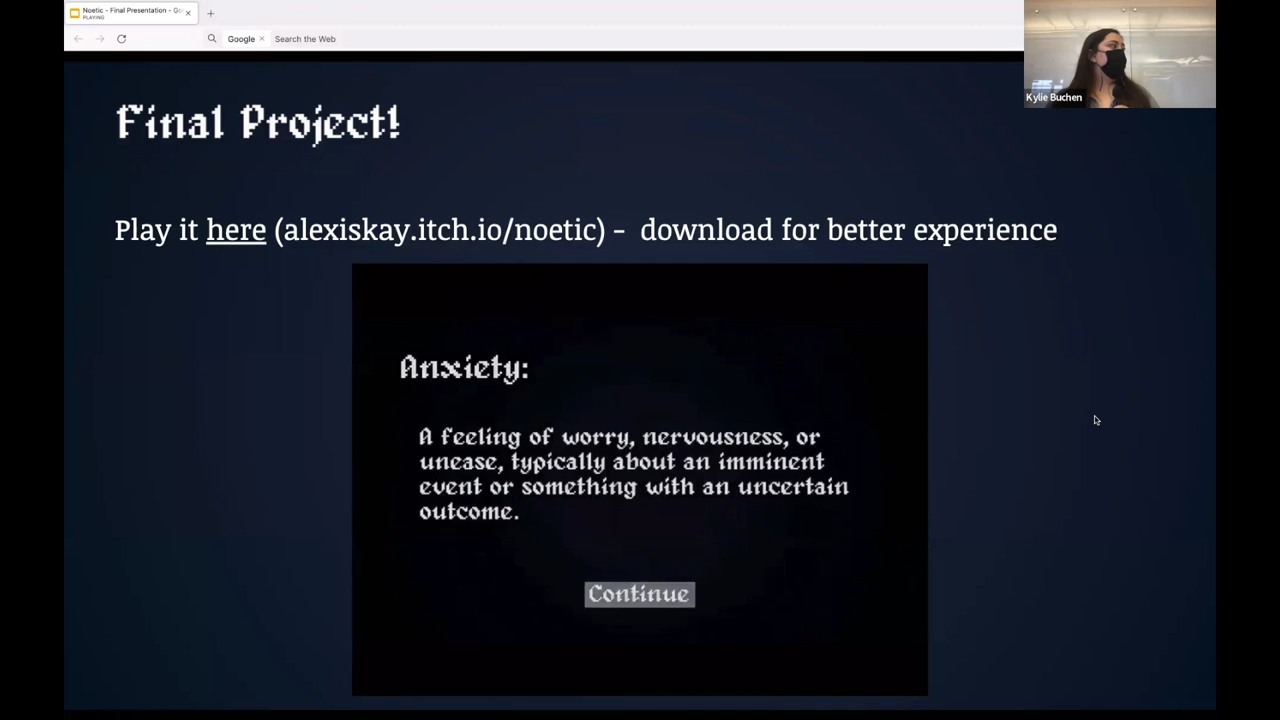 Noetic - Final Presentation - Go
PLAYING
Google
Search the Web
Kylie Buchen
Final Project!
Play it here (alexiskay.itch.io/noetic) - download for better experience
Anxiety:
A feeling of worry, nervousness, or
unease, typically about an imminent
event or something with an uncertain
outcome.
Continue